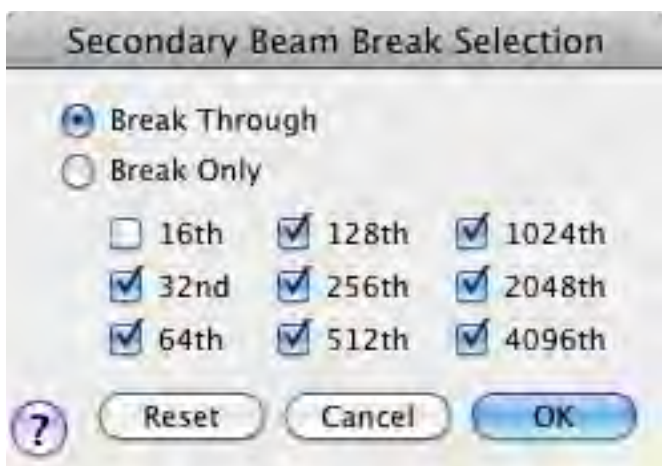 Secondary Beam Break Selection
Break Through
Break Only
16th 128th 1024th
32nd 256th 2048th
64th 512th 4096th
? Reset Cancel OK